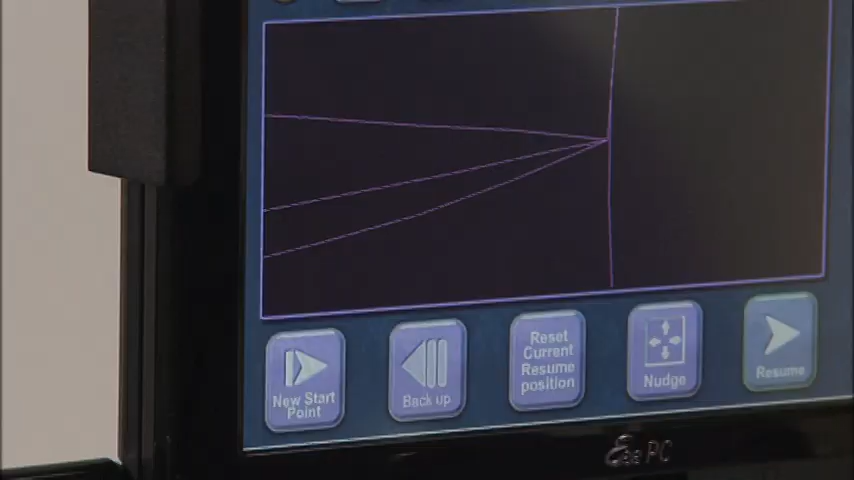 New Start
Point
Back up
Reset
Current
Resume
position
Nudge
Resume
Eee PC